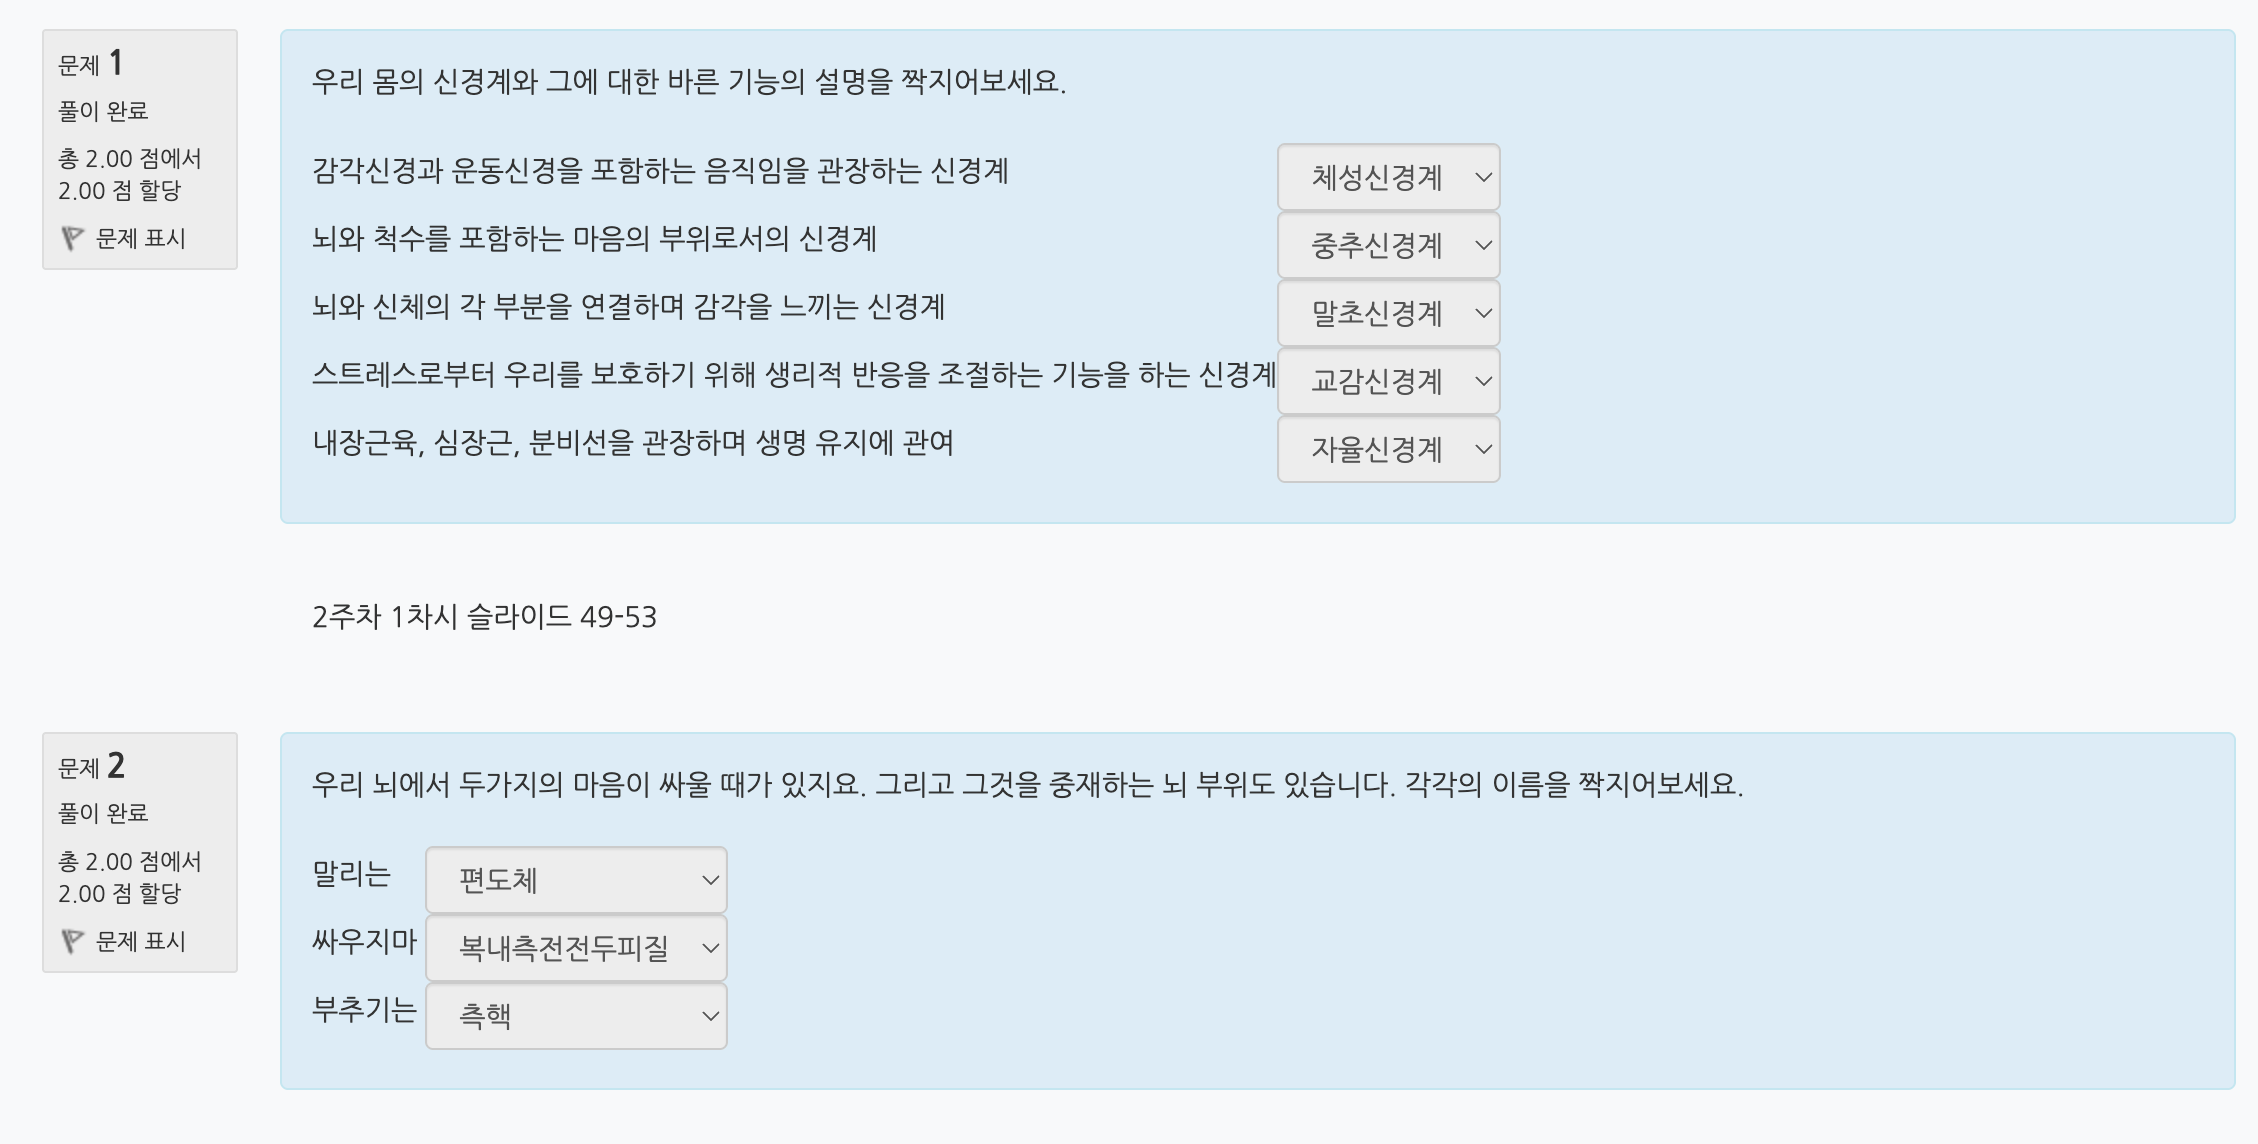 문제 1
풀이 완료
총 2.00 점에서
2.00 점 할당
문제 표시
우리 몸의 신경계와 그에 대한 바른 기능의 설명을 짝지어보세요.
감각신경과 운동신경을 포함하는 음직임을 관장하는 신경계 체성신경계
뇌와 척수를 포함하는 마음의 부위로서의 신경계 중추신경계
뇌와 신체의 각 부분을 연결하며 감각을 느끼는 신경계 말초신경계
스트레스로부터 우리를 보호하기 위해 생리적 반응을 조절하는 기능을 하는 신경계 교감신경계
내장근육, 심장근, 분비선을 관장하며 생명 유지에 관여 자율신경계
2주차 1차시 슬라이드 49-53
문제 2
풀이 완료
총 2.00 점에서
2.00 점 할당
문제 표시
우리 뇌에서 두가지의 마음이 싸울 때가 있지요. 그리고 그것을 중재하는 뇌 부위도 있습니다. 각각의 이름을 짝지어보세요.
말리는 편도체
싸우지마 복내측전전두피질
부추기는 측핵